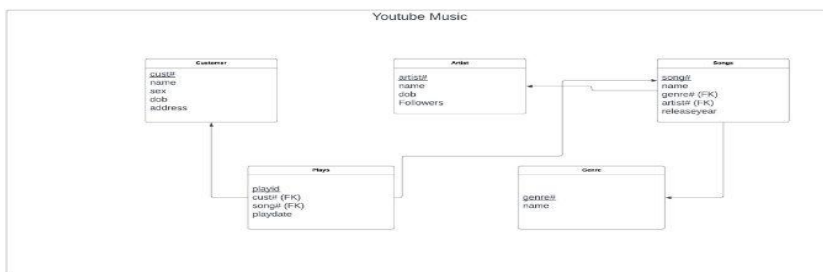 Youtube Music
Customer
cust#
name
sex
dob
address
Artist
artist#
name
dob
Followers
Songs
song#
name
genre# (FK)
artist# (FK)
releaseyear
Plays
playid
cust# (FK)
song# (FK)
playdate
Genre
genre#
name